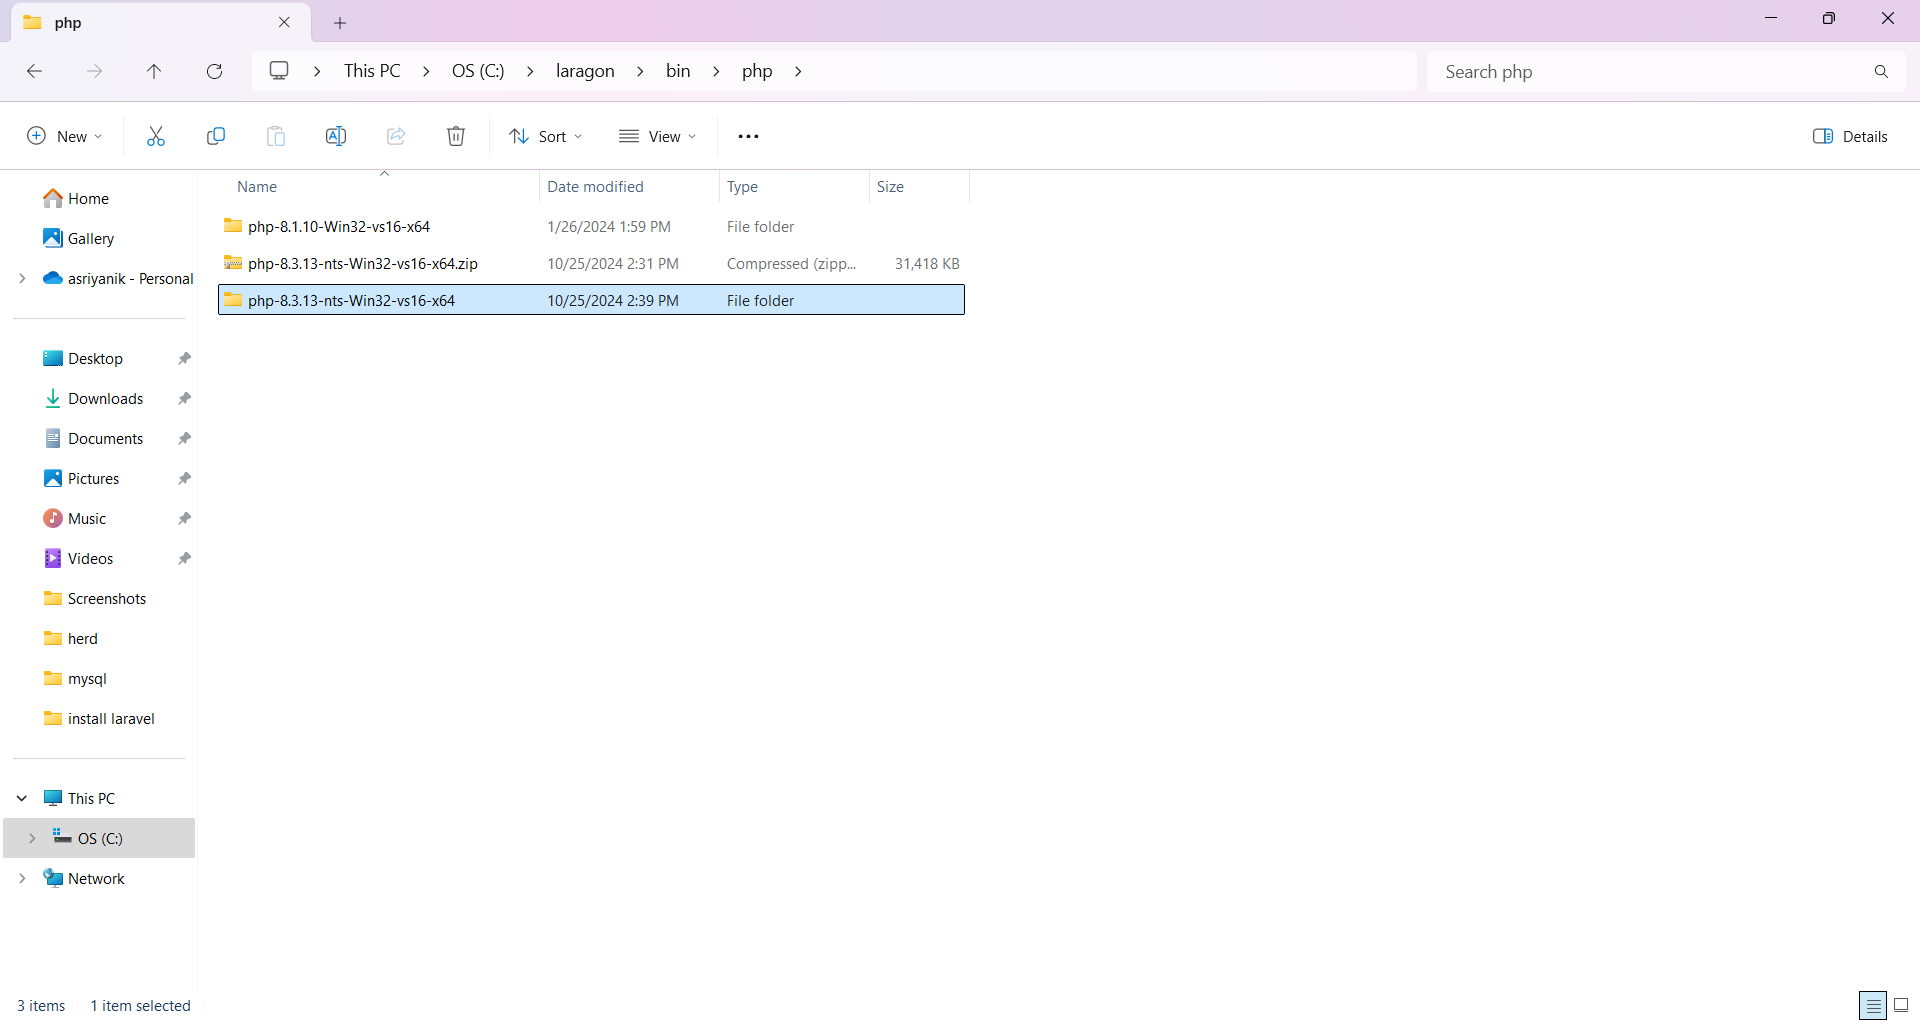 php
This PC
OS (C:)
laragon
bin
php
Search php
New
Sort
View
Details
Name Date modified Type Size
php-8.1.10-Win32-vs16-x64 1/26/2024 1:59 PM File folder
php-8.3.13-nts-Win32-vs16-x64.zip 10/25/2024 2:31 PM Compressed (zipp... 31,418 KB
php-8.3.13-nts-Win32-vs16-x64 10/25/2024 2:39 PM File folder
Home
Gallery
asriyanik - Personal
Desktop
Downloads
Documents
Pictures
Music
Videos
Screenshots
herd
mysql
install laravel
This PC
OS (C:)
Network
3 items 1 item selected